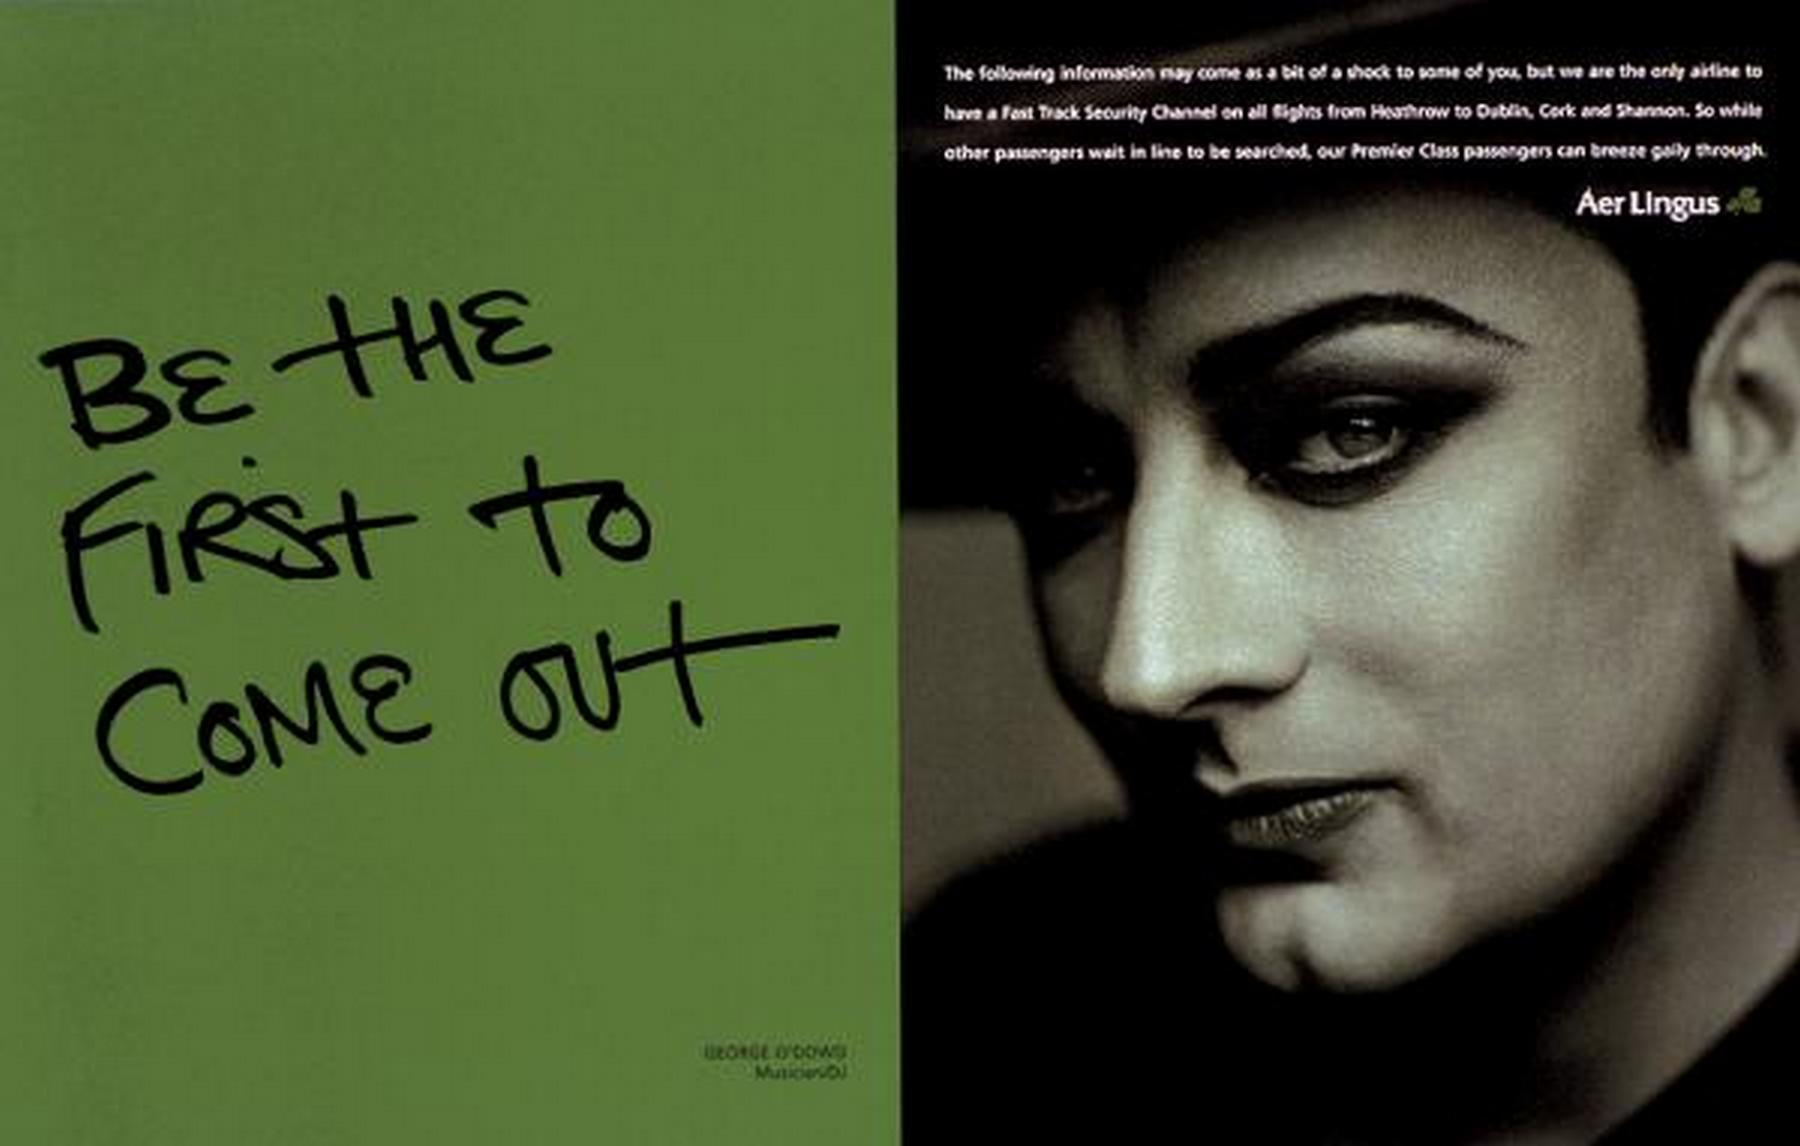 BE THE
FIRST TO
COME OUT
GEORGE O'DOWD
Musician/DJ
The following information may come as a bit of a shock to some of you, but we are the only airline to
have a Fast Track Security Channel on all flights from Heathrow to Dublin, Cork and Shannon. So while
other passengers wait in line to be searched, our Premier Class passengers can breeze gaily through.
Aer Lingus